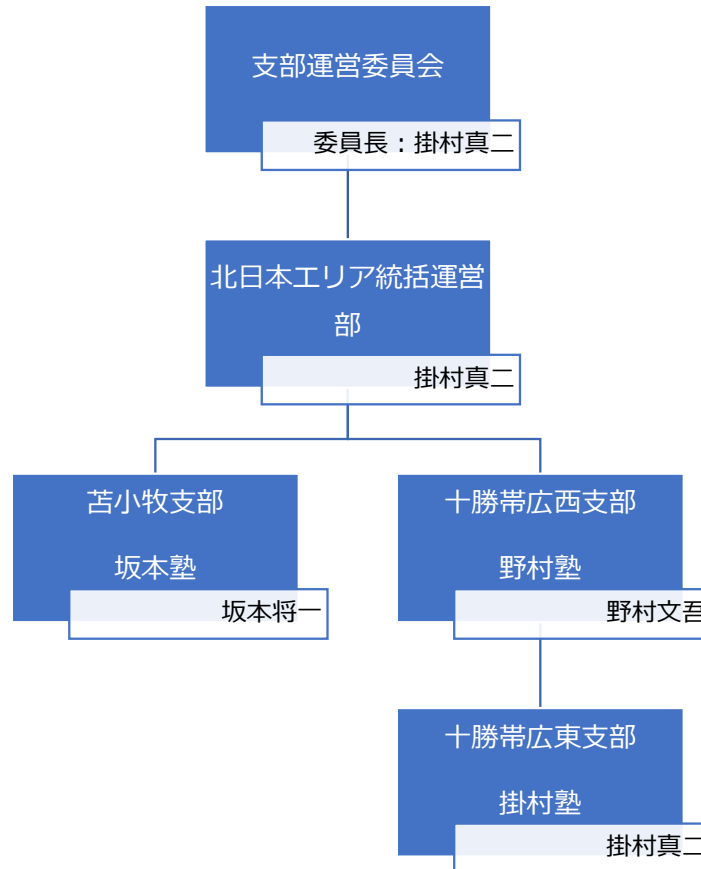 支部運営委員会
委員長：掛村真二
北日本エリア統括運営
部
掛村真二
苫小牧支部
坂本塾
坂本将一
十勝帯広西支部
野村塾
野村文吾
十勝帯広東支部
掛村塾
掛村真二